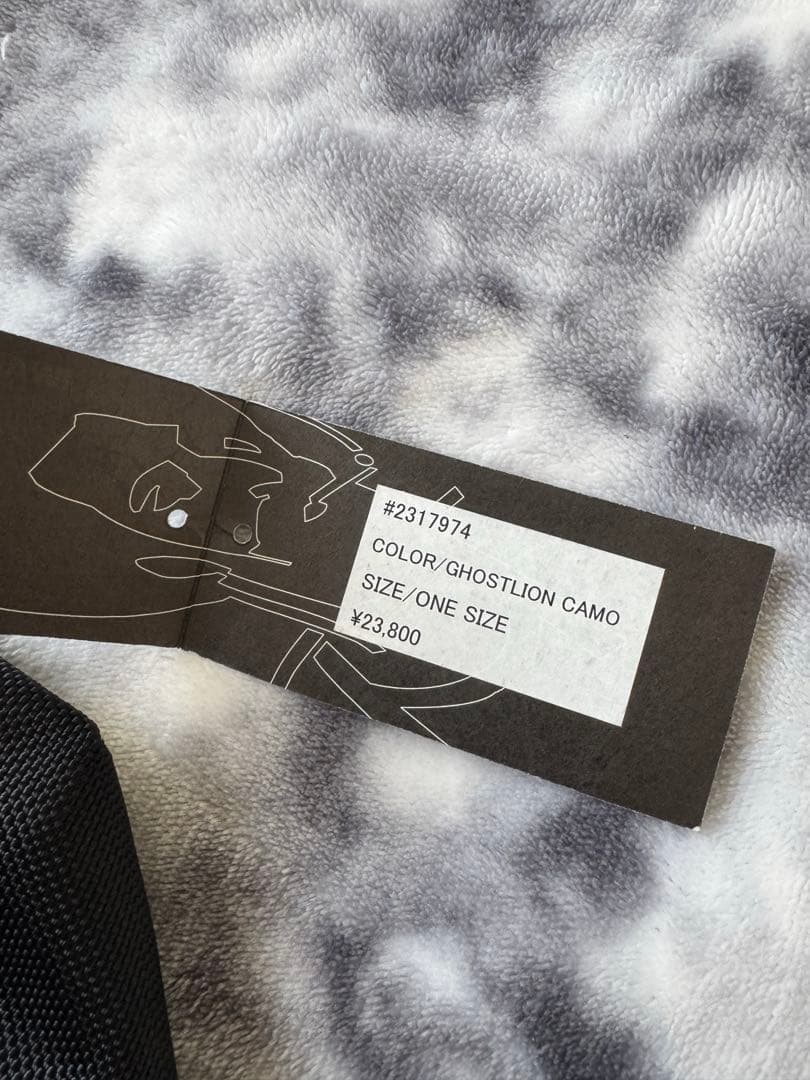 #2317974
COLOR/GHOSTLION CAMO
SIZE/ONE SIZE
¥23,800